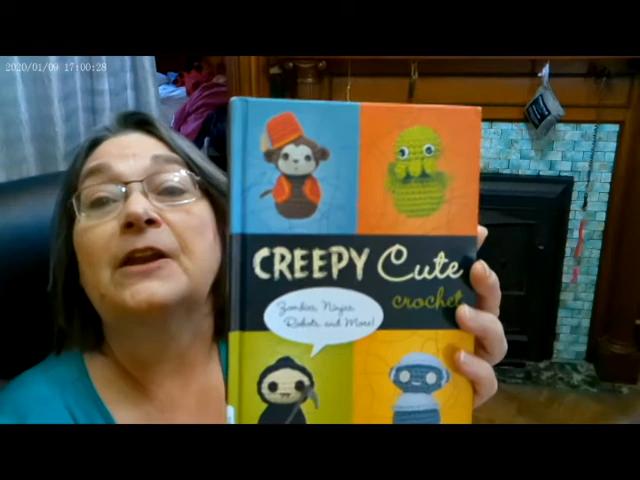 2020/01/09 17:00:28
CREEPY Cute
crochet
Zombies, Ninjas,
Robots, and More!